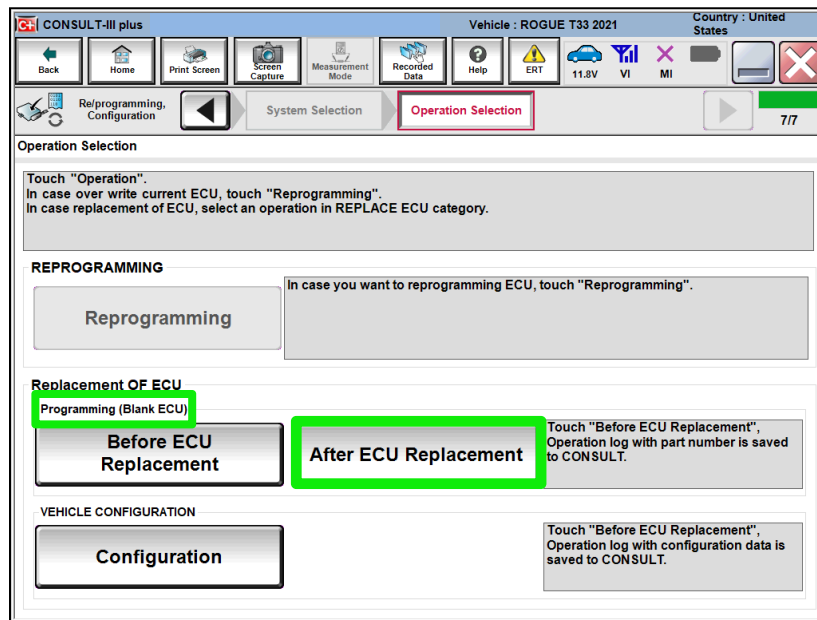 C+ CONSULT-III plus
Vehicle : ROGUE T33 2021
Country : United
States
Back
Home
Print Screen
Screen
Capture
Measurement
Mode
Recorded
Data
Help
ERT
11.8V
VI
MI
Re/programming,
Configuration
System Selection
Operation Selection
7/7
Operation Selection
Touch "Operation".
In case over write current ECU, touch "Reprogramming".
In case replacement of ECU, select an operation in REPLACE ECU category.
REPROGRAMMING
Reprogramming
In case you want to reprogramming ECU, touch "Reprogramming".
Replacement OF ECU
Programming (Blank ECU)
Before ECU
Replacement
After ECU Replacement
Touch "Before ECU Replacement",
Operation log with part number is saved
to CONSULT.
VEHICLE CONFIGURATION
Configuration
Touch "Before ECU Replacement",
Operation log with configuration data is
saved to CONSULT.